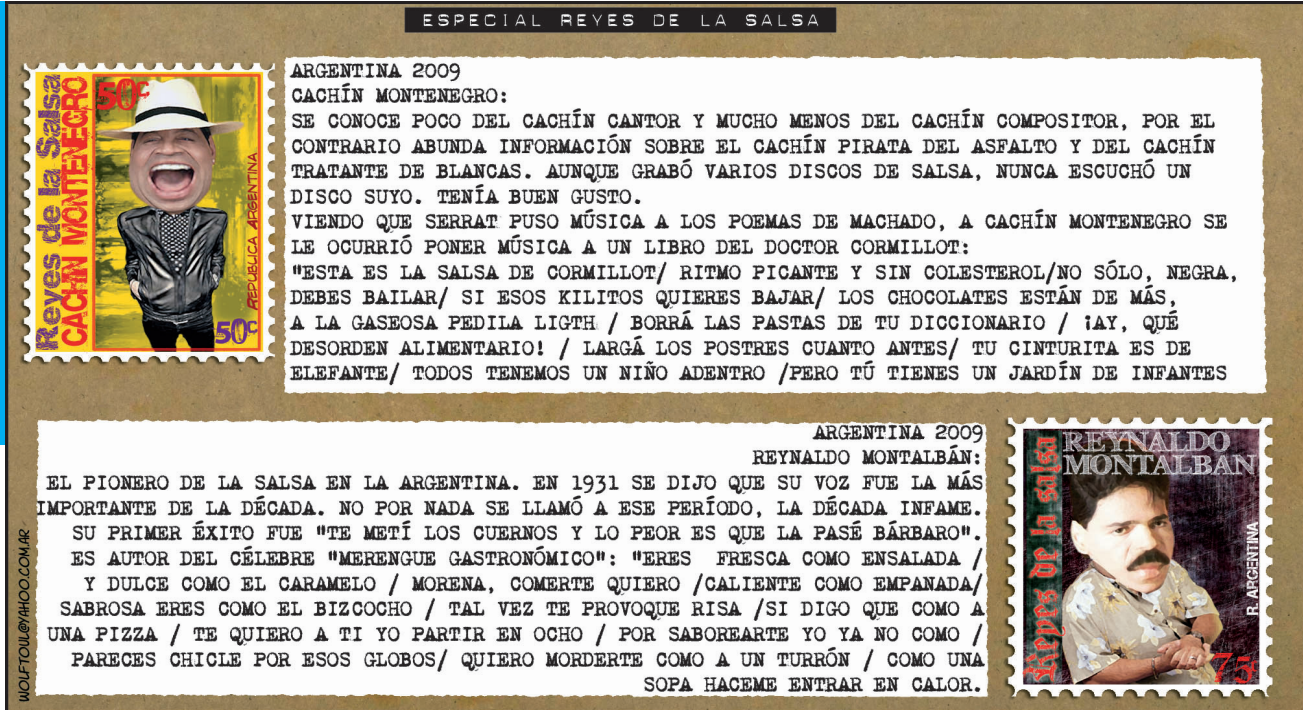 ESPECIAL REYES DE LA SALSA
Reyes de la Salsa
CACHÍN MONTENEGRO
50c
REPUBLICA ARGENTINA
50c
ARGENTINA 2009
CACHÍN MONTENEGRO:
SE CONOCE POCO DEL CACHÍN CANTOR Y MUCHO MENOS DEL CACHÍN COMPOSITOR, POR EL
CONTRARIO ABUNDA INFORMACIÓN SOBRE EL CACHÍN PIRATA DEL ASFALTO Y DEL CACHÍN
TRATANTE DE BLANCAS. AUNQUE GRABÓ VARIOS DISCOS DE SALSA, NUNCA ESCUCHÓ UN
DISCO SUYO. TENÍA BUEN GUSTO.
VIENDO QUE SERRAT PUSO MÚSICA A LOS POEMAS DE MACHADO, A CACHÍN MONTENEGRO SE
LE OCURRIÓ PONER MÚSICA A UN LIBRO DEL DOCTOR CORMILLOT:
"ESTA ES LA SALSA DE CORMILLOT/ RITMO PICANTE Y SIN COLESTEROL/NO SÓLO, NEGRA,
DEBES BAILAR/ SI ESOS KILITOS QUIERES BAJAR/ LOS CHOCOLATES ESTÁN DE MÁS,
A LA GASEOSA PEDILA LIGTH / BORRÁ LAS PASTAS DE TU DICCIONARIO / ¡AY, QUÉ
DESORDEN ALIMENTARIO! / LARGÁ LOS POSTRES CUANTO ANTES/ TU CINTURITA ES DE
ELEFANTE/ TODOS TENEMOS UN NIÑO ADENTRO /PERO TÚ TIENES UN JARDÍN DE INFANTES
ARGENTINA 2009
REYNALDO MONTALBÁN:
EL PIONERO DE LA SALSA EN LA ARGENTINA. EN 1931 SE DIJO QUE SU VOZ FUE LA MÁS
IMPORTANTE DE LA DÉCADA. NO POR NADA SE LLAMÓ A ESE PERÍODO, LA DÉCADA INFAME.
SU PRIMER ÉXITO FUE "TE METÍ LOS CUERNOS Y LO PEOR ES QUE LA PASÉ BÁRBARO".
ES AUTOR DEL CÉLEBRE "MERENGUE GASTRONÓMICO": "ERES FRESCA COMO ENSALADA /
Y DULCE COMO EL CARAMELO / MORENA, COMERTE QUIERO /CALIENTE COMO EMPANADA/
SABROSA ERES COMO EL BIZCOCHO / TAL VEZ TE PROVOQUE RISA /SI DIGO QUE COMO A
UNA PIZZA / TE QUIERO A TI YO PARTIR EN OCHO / POR SABOREARTE YO YA NO COMO /
PARECES CHICLE POR ESOS GLOBOS/ QUIERO MORDERTE COMO A UN TURRÓN / COMO UNA
SOPA HACEME ENTRAR EN CALOR.
REYNALDO
MONTALBAN
Reyes de la salsa
R. ARGENTINA
75
WOLFTOUL@YAHOO.COM.AR